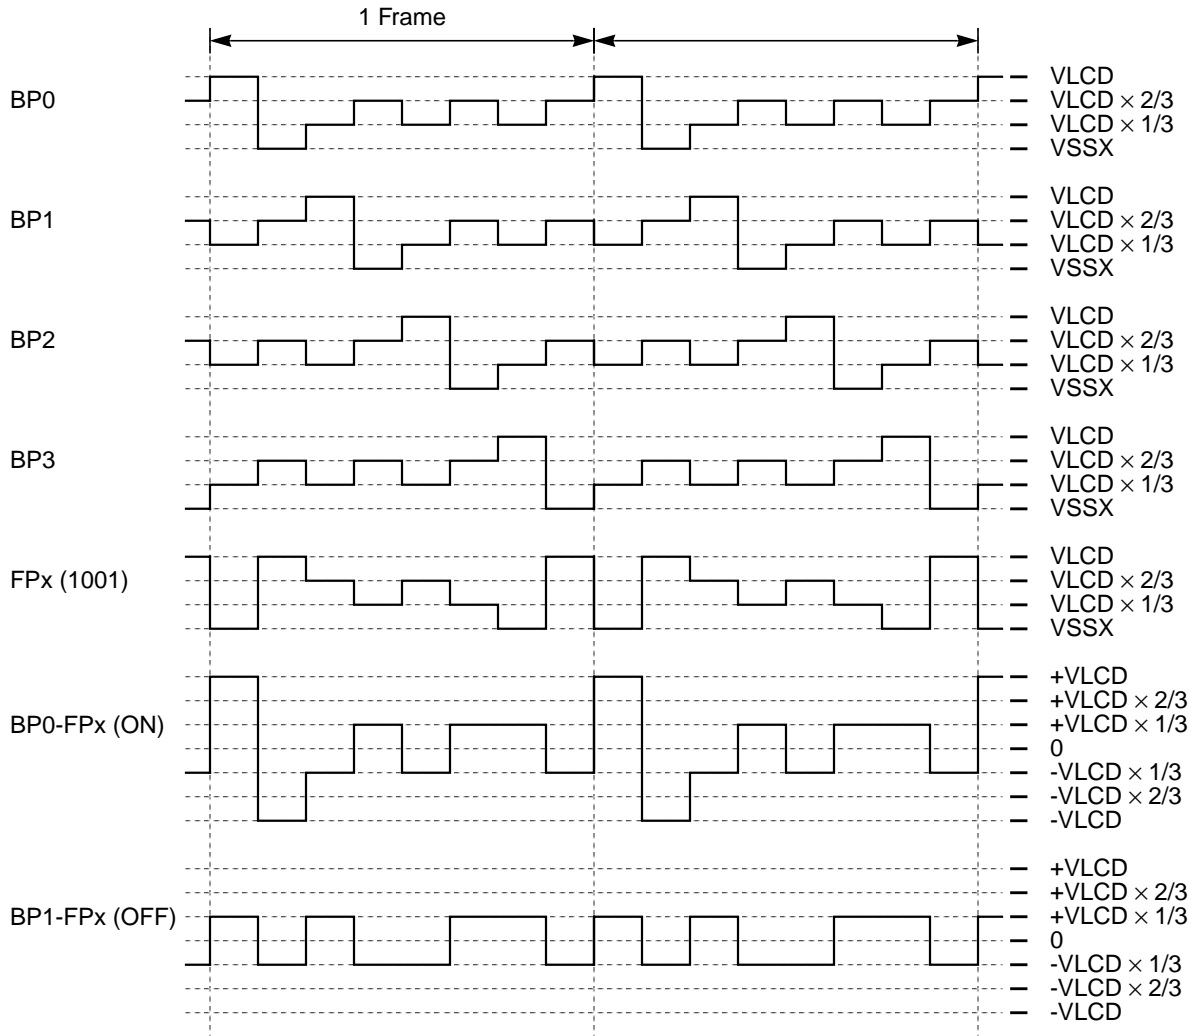 1 Frame
BP0
VLCD
VLCD × 2/3
VLCD × 1/3
VSSX
BP1
VLCD
VLCD × 2/3
VLCD × 1/3
VSSX
BP2
VLCD
VLCD × 2/3
VLCD × 1/3
VSSX
BP3
VLCD
VLCD × 2/3
VLCD × 1/3
VSSX
FPx (1001)
VLCD
VLCD × 2/3
VLCD × 1/3
VSSX
BP0-FPx (ON)
+VLCD
+VLCD × 2/3
+VLCD × 1/3
0
-VLCD × 1/3
-VLCD × 2/3
-VLCD
BP1-FPx (OFF)
+VLCD
+VLCD × 2/3
+VLCD × 1/3
0
-VLCD × 1/3
-VLCD × 2/3
-VLCD